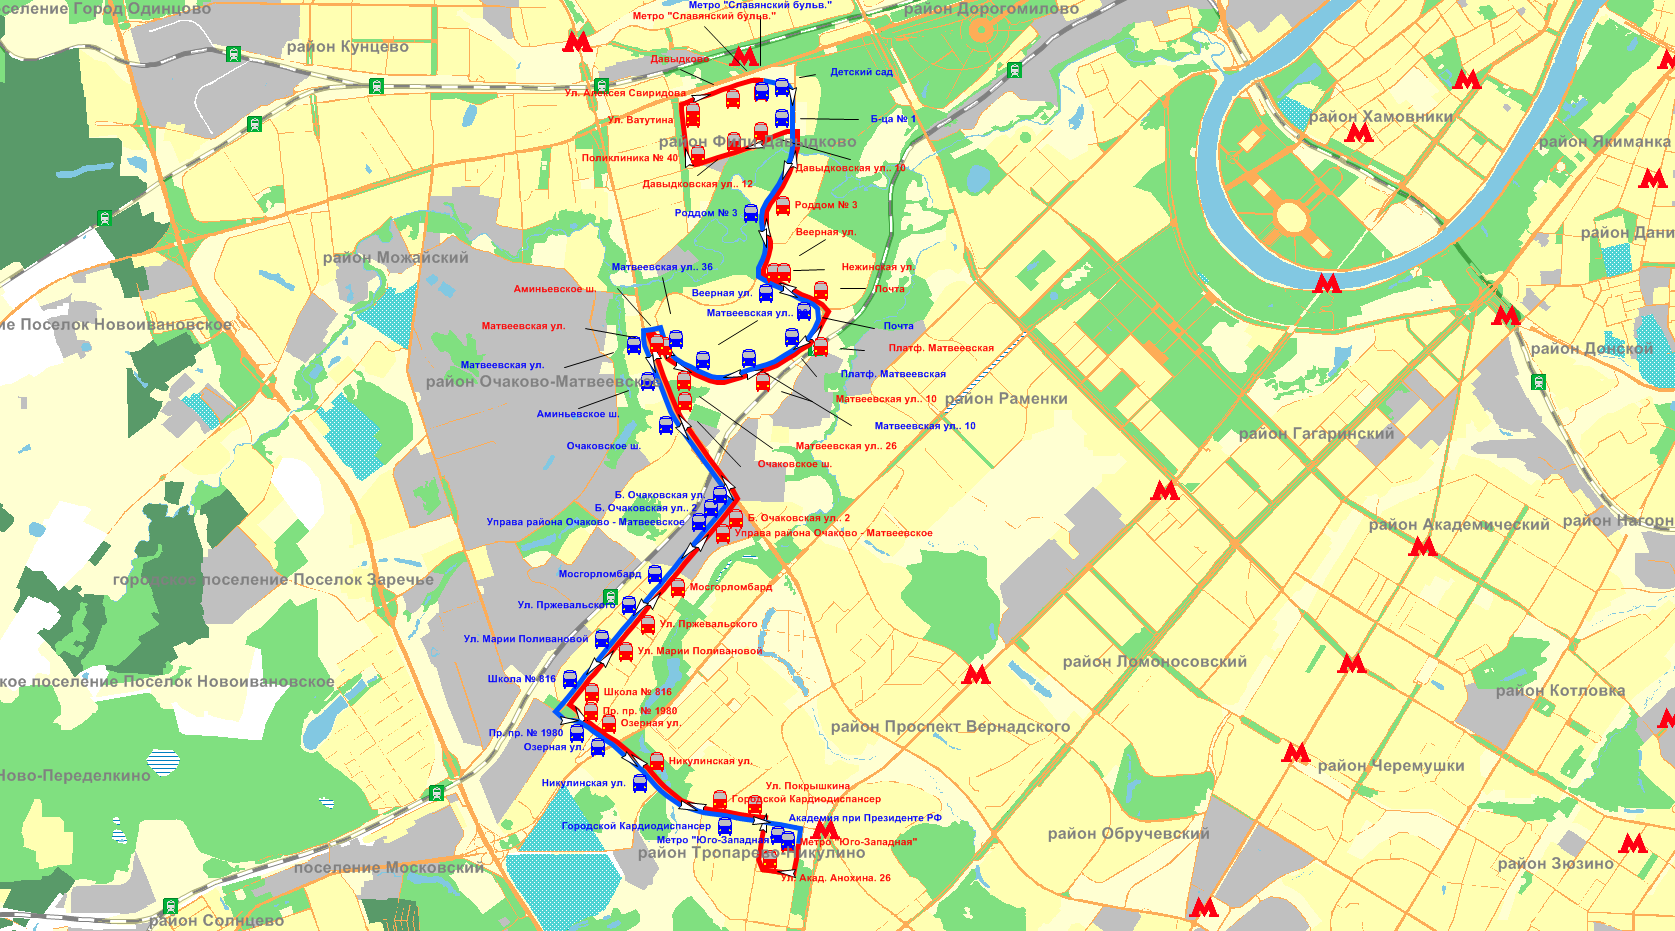 селение Город Одинцово
район Кунцево
Метро "Славянский бульв."
Метро "Славянский бульв."
район Дорогомилово
Давыдково
Детский сад
Ул. Алексея Свиридова
Ул. Ватутина
Б-ца № 1
район Хамовники
район Фили-Давыдково
район Якиманка
Поликлиника № 40
Давыдковская ул.. 10
Давыдковская ул.. 12
Роддом № 3
Роддом № 3
Веерная ул.
район Дани
район Можайский
Матвеевская ул.. 36
Нежинская ул.
Аминьевское ш.
Веерная ул.
Почта
Матвеевская ул..
ие Поселок Новоивановское
Матвеевская ул.
Почта
Платф. Матвеевская
район Донской
Матвеевская ул.
Платф. Матвеевская
район Очаково-Матвеевское
Матвеевская ул.. 10
район Раменки
Аминьевское ш.
Матвеевская ул.. 10
район Гагаринский
Очаковское ш.
Матвеевская ул.. 26
Очаковское ш.
Б. Очаковская ул.
Б. Очаковская ул.. 2
Управа района Очаково - Матвеевское
Б. Очаковская ул.. 2
Управа района Очаково - Матвеевское
район Академический
район Нагорн
Мосгорломбард
городское поселение Поселок Заречье
Мосгорломбард
Ул. Пржевальского
Ул. Пржевальского
Ул. Марии Поливановой
Ул. Марии Поливановой
район Ломоносовский
ское поселение Поселок Новоивановское
Школа № 816
Школа № 816
район Котловка
Пр. пр. № 1980
Озерная ул.
район Проспект Вернадского
Пр. пр. № 1980
Озерная ул.
Никулинская ул.
район Черемушки
Ново-Переделкино
Никулинская ул.
Ул. Покрышкина
Городской Кардиодиспансер
Академия при Президенте РФ
Городской Кардиодиспансер
район Обручевский
Метро "Юго-Западная"
Метро "Юго-Западная"
район Тропарево-Никулино
поселение Московский
район Зюзино
Ул. Акад. Анохина. 26
район Солнцево